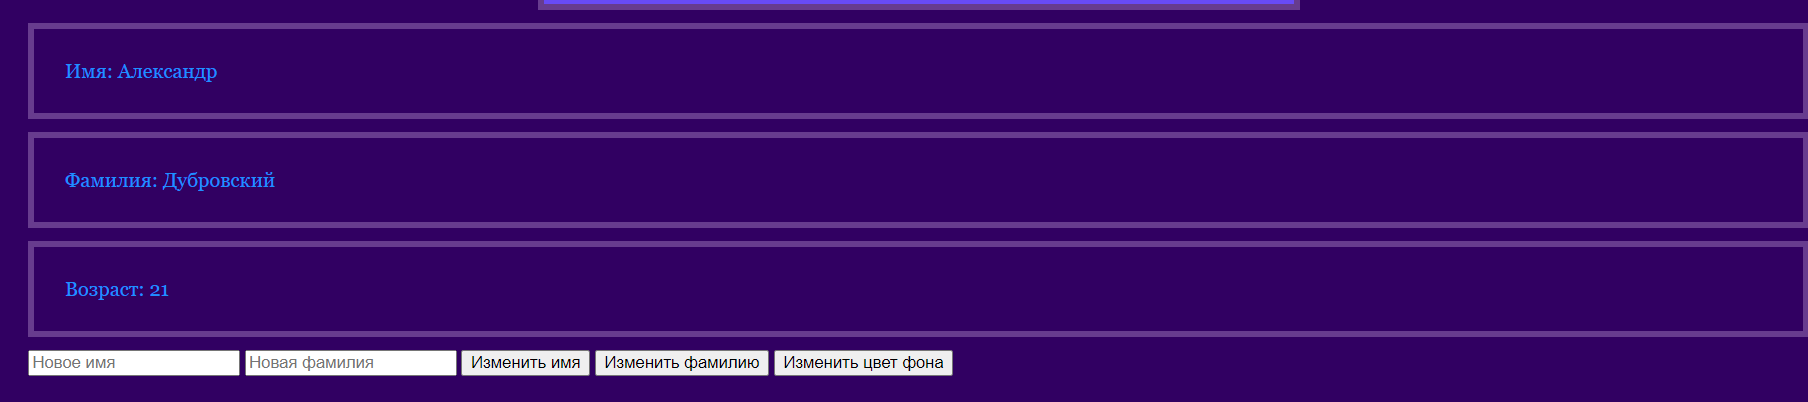 Имя: Александр
Фамилия: Дубровский
Возраст: 21
Новое имя Новая фамилия Изменить имя Изменить фамилию Изменить цвет фона